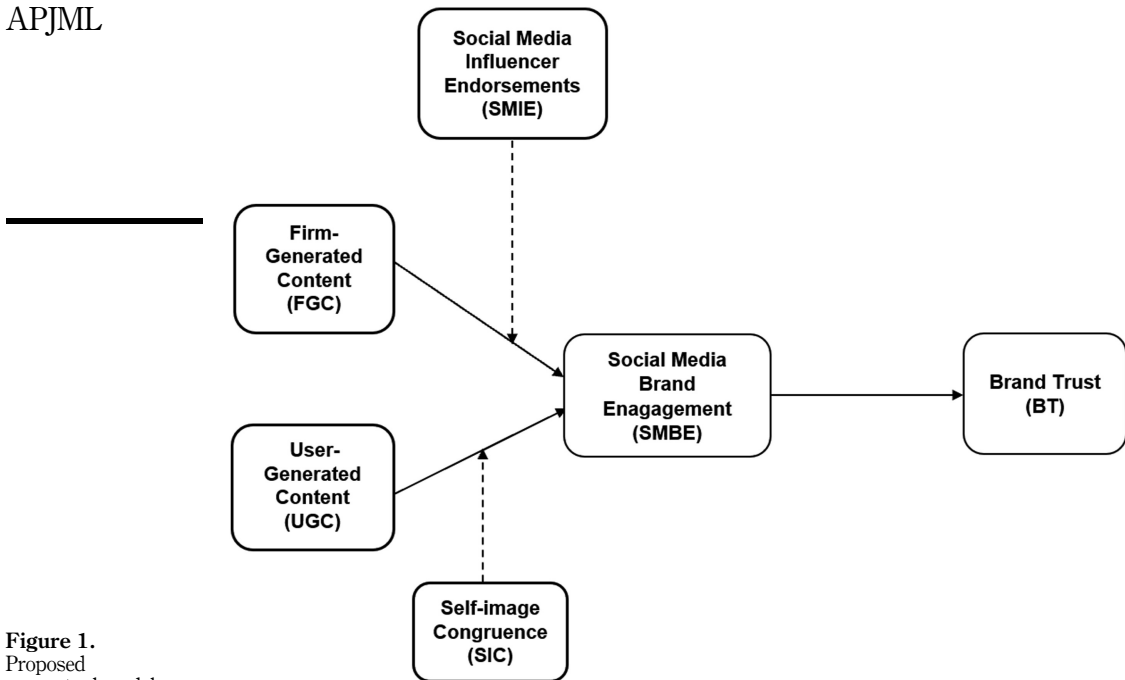 APJML
Social Media
Influencer
Endorsements
(SMIE)
Firm-
Generated
Content
(FGC)
Social Media
Brand
Enagagement
(SMBE)
Brand Trust
(BT)
User-
Generated
Content
(UGC)
Self-image
Congruence
(SIC)
Figure 1.
Proposed